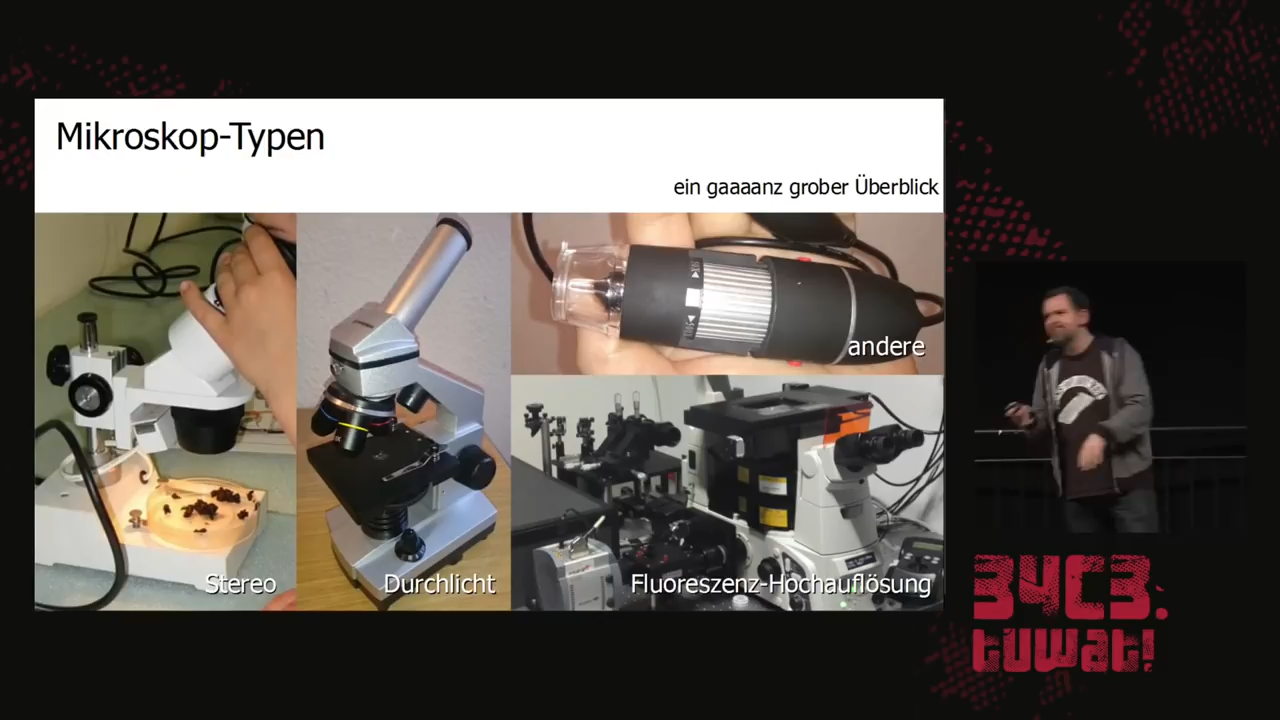 Mikroskop-Typen
ein gaaaanz grober Überblick
andere
Stereo
Durchlicht
Fluoreszenz-Hochauflösung
34C3.
tuwat!